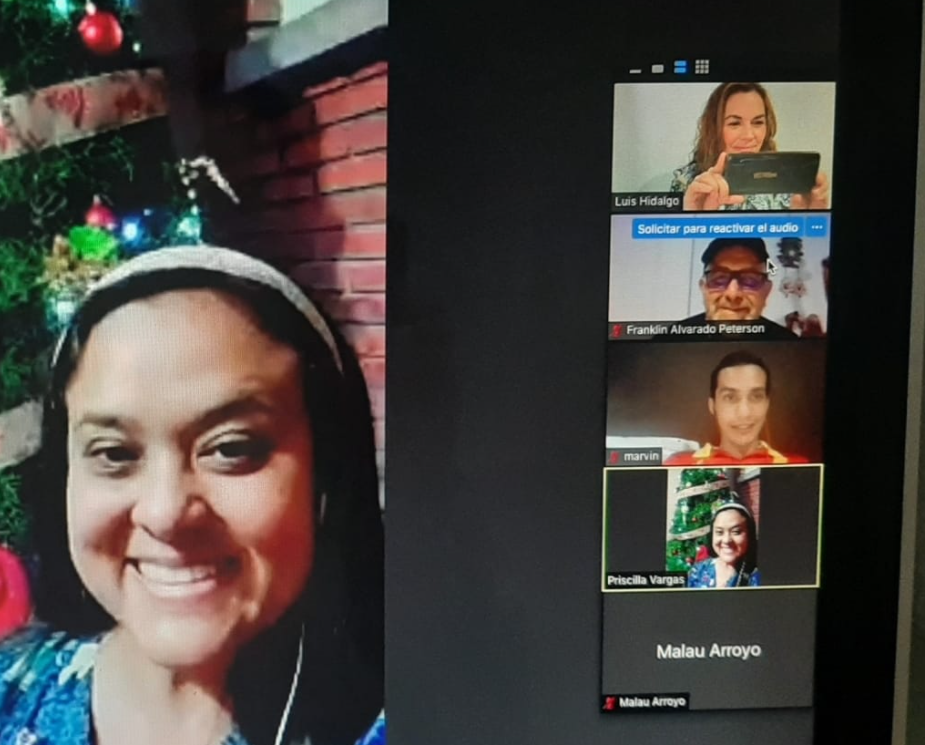 Luis Hidalgo
Solicitar para reactivar el audio ...
Franklin Alvarado Peterson
marvin
Priscilla Vargas
Malau Arroyo
Malau Arroyo